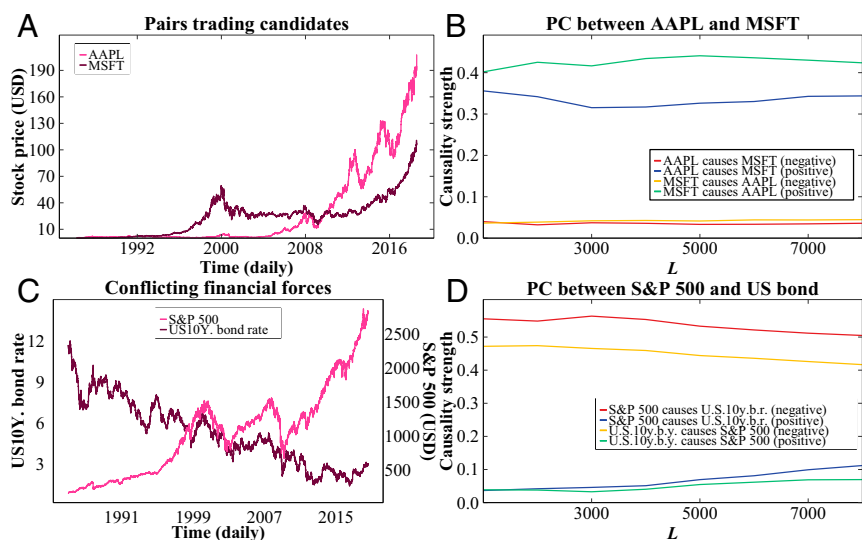 A
Pairs trading candidates
AAPL
MSFT
Stock price (USD)
190
160
130
100
70
40
10
1992
2000
2008
2016
Time (daily)
B
PC between AAPL and MSFT
Causality strength
0.4
0.3
0.2
0.1
0.0
AAPL causes MSFT (negative)
AAPL causes MSFT (positive)
MSFT causes AAPL (negative)
MSFT causes AAPL (positive)
3000
5000
7000
L
C
Conflicting financial forces
S&P 500
US10Y. bond rate
US10Y. bond rate
12
9
6
3
2500
2000
1500
1000
500
S&P 500 (USD)
1991
1999
2007
2015
Time (daily)
D
PC between S&P 500 and US bond
Causality strength
0.5
0.4
0.3
0.2
0.1
0.0
S&P 500 causes U.S.10y.b.r. (negative)
S&P 500 causes U.S.10y.b.r. (positive)
U.S.10y.b.y. causes S&P 500 (negative)
U.S.10y.b.y. causes S&P 500 (positive)
3000
5000
7000
L